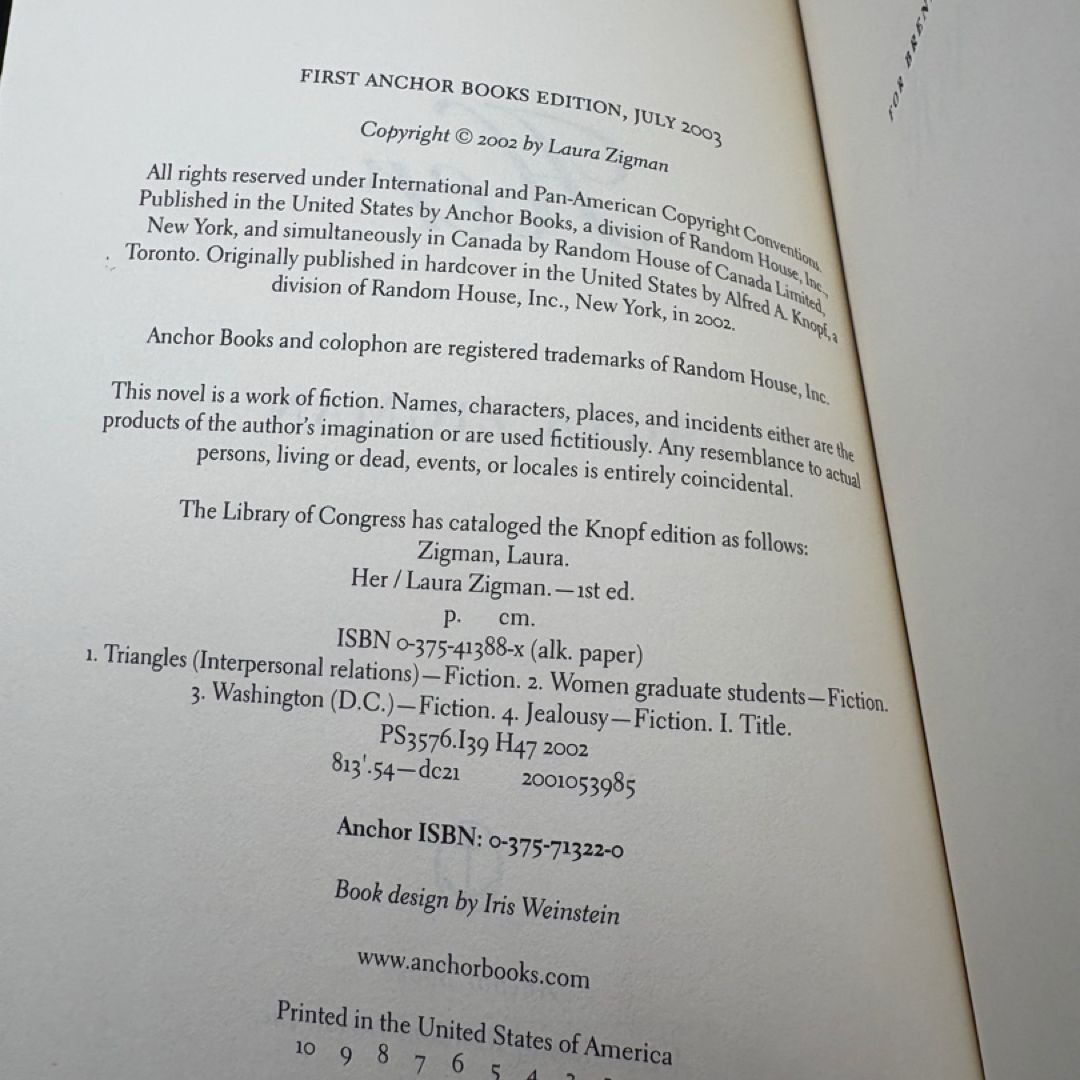 FIRST ANCHOR BOOKS EDITION, JULY 2003
Copyright © 2002 by Laura Zigman
All rights reserved under International and Pan-American Copyright Conventions.
Published in the United States by Anchor Books, a division of Random House, Inc.,
New York, and simultaneously in Canada by Random House of Canada Limited,
Toronto. Originally published in hardcover in the United States by Alfred A. Knopf, a
division of Random House, Inc., New York, in 2002.
Anchor Books and colophon are registered trademarks of Random House, Inc.
This novel is a work of fiction. Names, characters, places, and incidents either are the
products of the author's imagination or are used fictitiously. Any resemblance to actual
persons, living or dead, events, or locales is entirely coincidental.
The Library of Congress has cataloged the Knopf edition as follows:
Zigman, Laura.
Her / Laura Zigman.—1st ed.
p. cm.
ISBN 0-375-41388-x (alk. paper)
1. Triangles (Interpersonal relations)—Fiction. 2. Women graduate students—Fiction.
3. Washington (D.C.)—Fiction. 4. Jealousy—Fiction. I. Title.
PS3576.I39 H47 2002
813'.54—dc21 2001053985
Anchor ISBN: 0-375-71322-0
Book design by Iris Weinstein
www.anchorbooks.com
Printed in the United States of America
10 9 8 7 6 5 4
FOR BREN